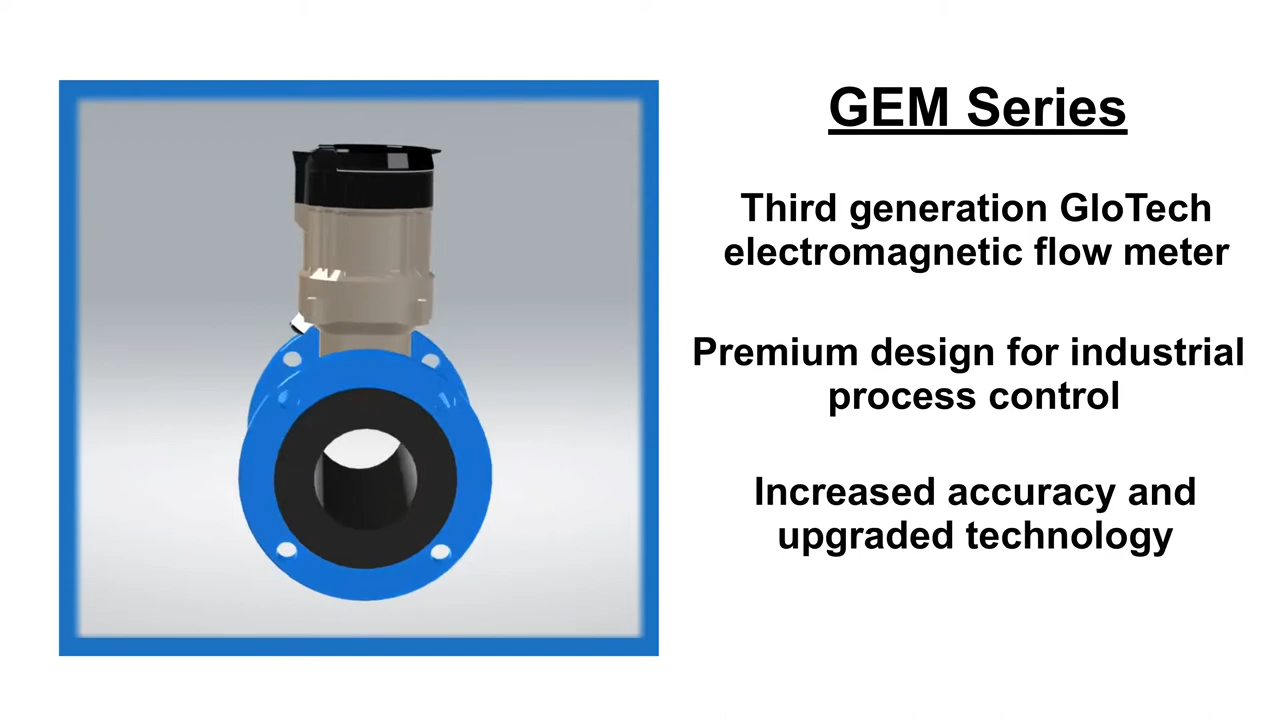 GEM Series
Third generation GloTech
electromagnetic flow meter
Premium design for industrial
process control
Increased accuracy and
upgraded technology